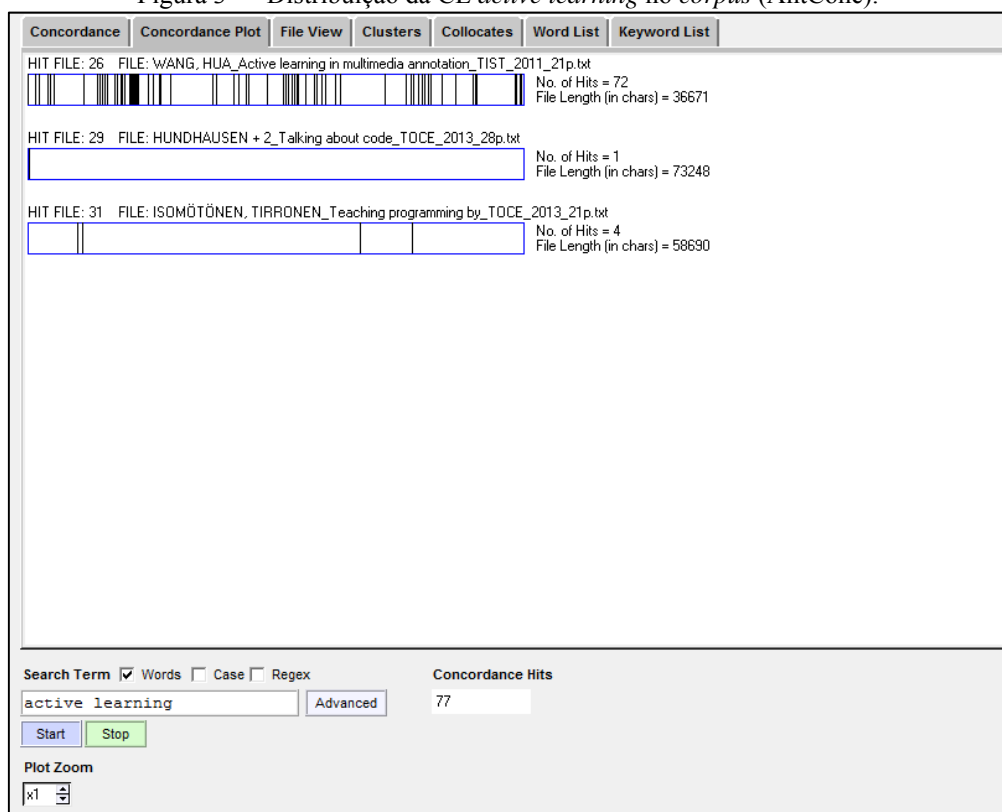 Figura 3 — Distribuição da CL active learning no corpus (AntConc).
Concordance Concordance Plot File View Clusters Collocates Word List Keyword List
HIT FILE: 26 FILE: WANG, HUA_Active learning in multimedia annotation_TIST_2011_21p.txt
No. of Hits = 72
File Length (in chars) = 36671
HIT FILE: 29 FILE: HUNDHAUSEN + 2_Talking about code_TOCE_2013_28p.txt
No. of Hits = 1
File Length (in chars) = 73248
HIT FILE: 31 FILE: ISOMÖTÖNEN, TIRRONEN_Teaching programming by_TOCE_2013_21p.txt
No. of Hits = 4
File Length (in chars) = 58690
Search Term Words Case Regex Concordance Hits
active learning Advanced 77
Start Stop
Plot Zoom
x1